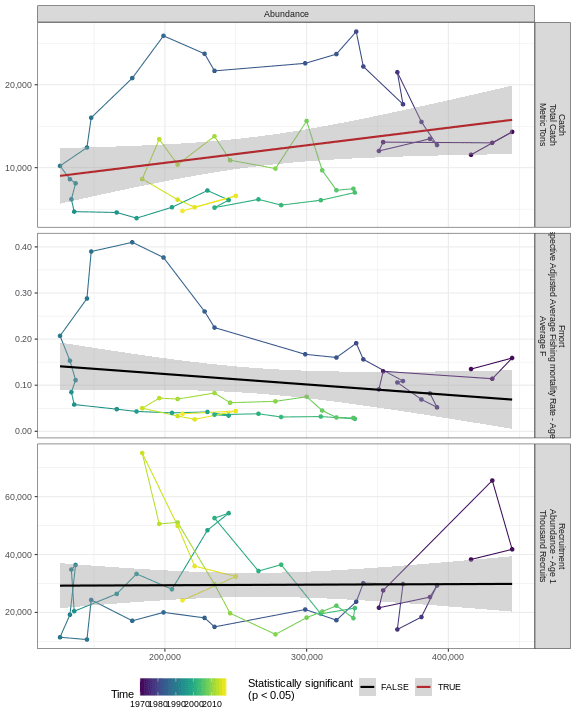 Abundance
20,000
10,000
Catch
Total Catch
Metric Tons
0.40
0.30
0.20
0.10
0.00
Fmort
Adjusted Average Fishing mortality Rate - Age
Average F
60,000
40,000
20,000
Recruitment
Abundance - Age 1
Thousand Recruits
200,000
300,000
400,000
Time
1970 1980 1990 2000 2010
Statistically significant
(p < 0.05)
FALSE
TRUE